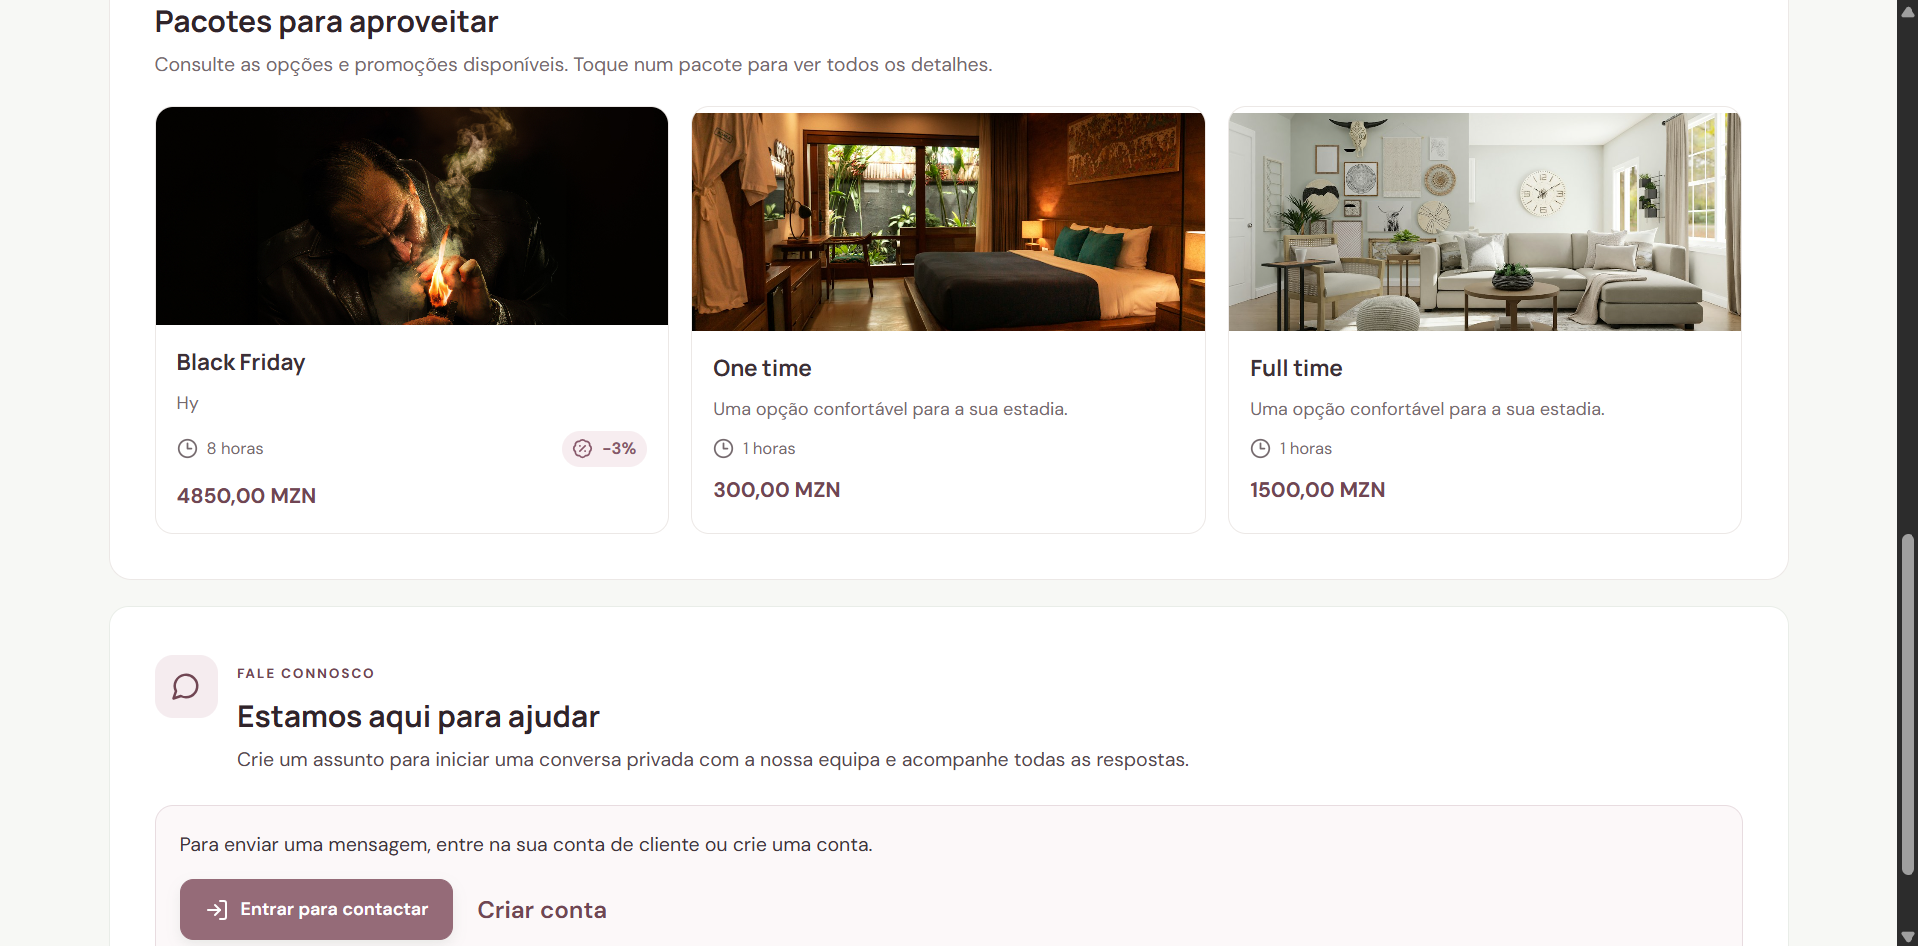 Pacotes para aproveitar
Consulte as opções e promoções disponíveis. Toque num pacote para ver todos os detalhes.
Black Friday
Hy
8 horas
-3%
4850,00 MZN
One time
Uma opção confortável para a sua estadia.
1 horas
300,00 MZN
Full time
Uma opção confortável para a sua estadia.
1 horas
1500,00 MZN
FALE CONNOSCO
Estamos aqui para ajudar
Crie um assunto para iniciar uma conversa privada com a nossa equipa e acompanhe todas as respostas.
Para enviar uma mensagem, entre na sua conta de cliente ou crie uma conta.
Entrar para contactar
Criar conta